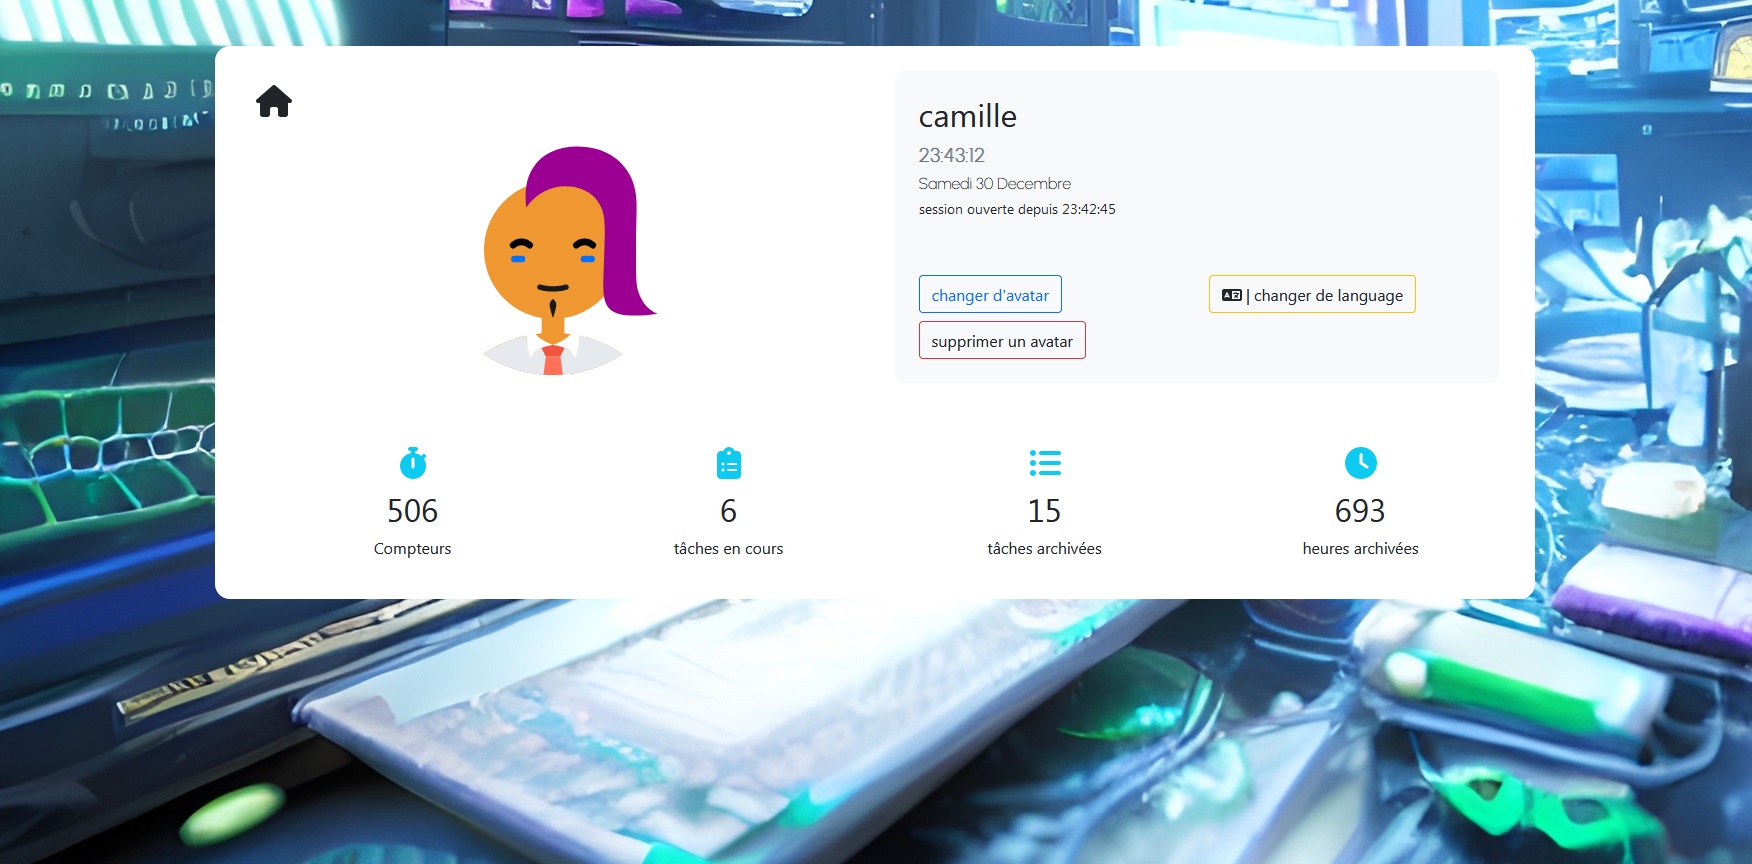 camille
23:43:12
Samedi 30 Decembre
session ouverte depuis 23:42:45
changer d'avatar
| changer de language
supprimer un avatar
506
Compteurs
6
tâches en cours
15
tâches archivées
693
heures archivées